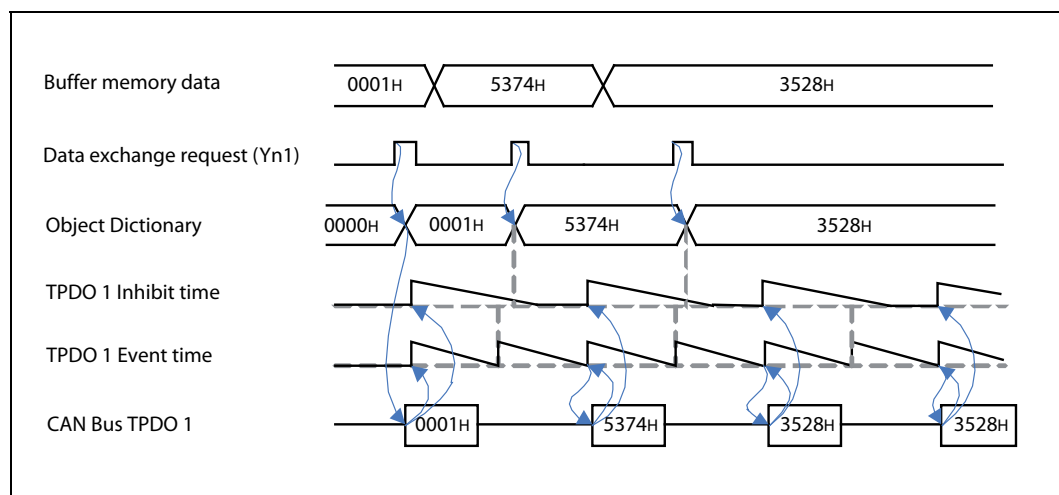 Buffer memory data 0001H 5374H 3528H
Data exchange request (Yn1)
Object Dictionary 0000H 0001H 5374H 3528H
TPDO 1 Inhibit time
TPDO 1 Event time
CAN Bus TPDO 1 0001H 5374H 3528H 3528H